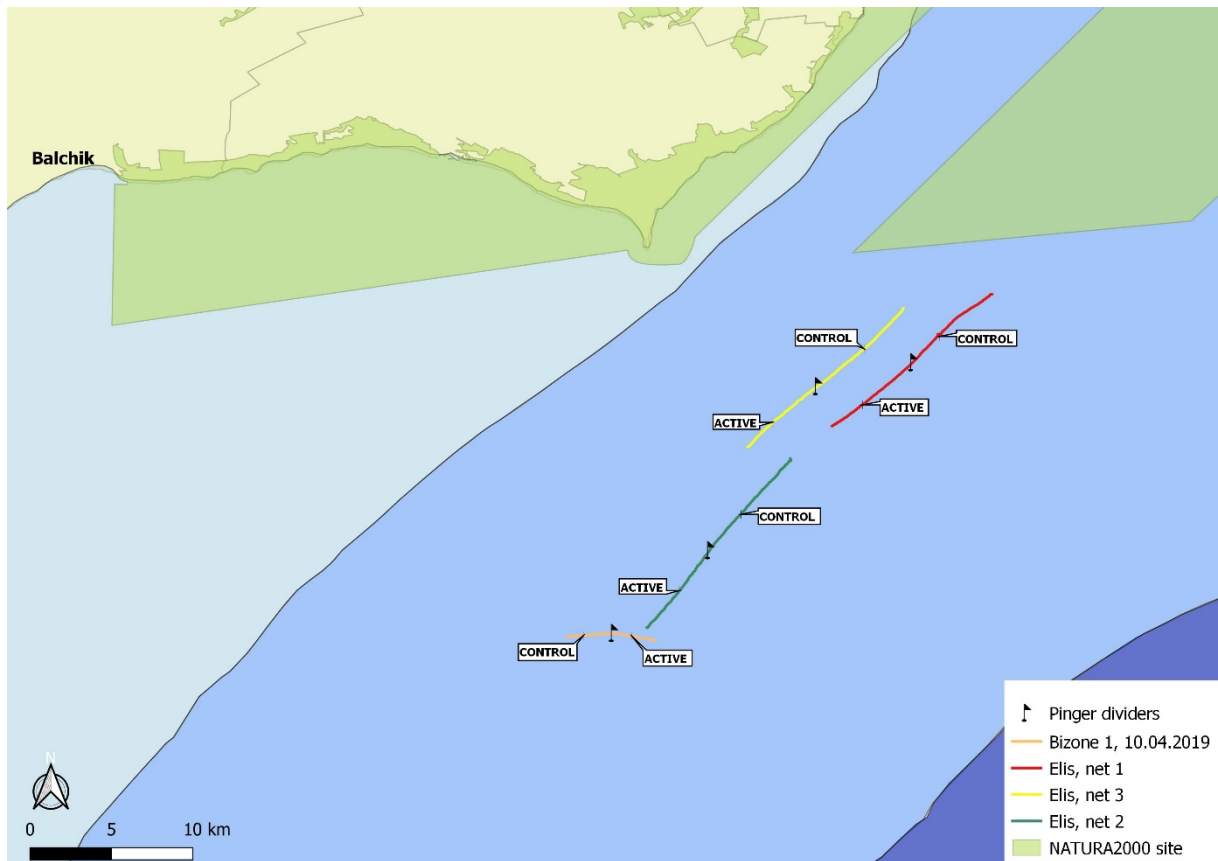 Balchik
CONTROL
CONTROL
ACTIVE
ACTIVE
CONTROL
ACTIVE
CONTROL
ACTIVE
N
0 5 10 km
Pinger dividers
Bizone 1, 10.04.2019
Elis, net 1
Elis, net 3
Elis, net 2
NATURA2000 site